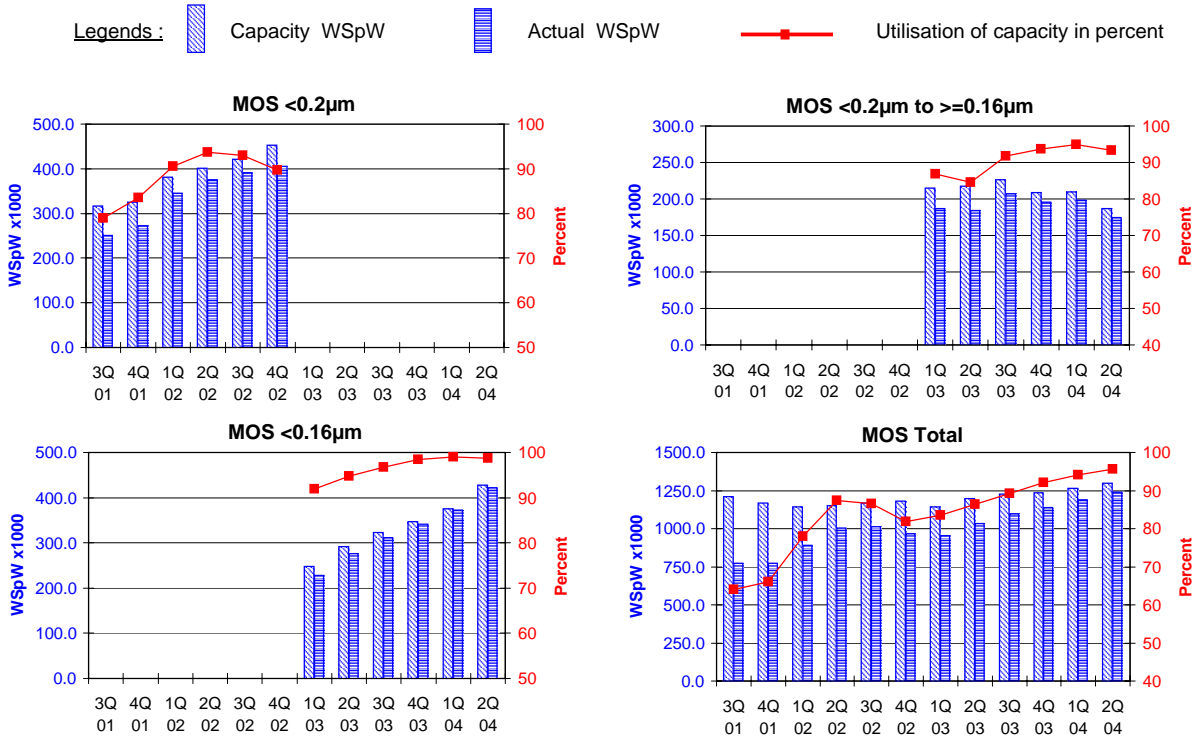 Legends : Capacity WSpW Actual WSpW Utilisation of capacity in percent
MOS <0.2µm
500.0
400.0
300.0
200.0
100.0
0.0
WSpW x1000
100
90
80
70
60
50
Percent
3Q 4Q 1Q 2Q 3Q 4Q 1Q 2Q 3Q 4Q 1Q 2Q
01 01 02 02 02 02 03 03 03 03 04 04
MOS <0.2µm to >=0.16µm
300.0
250.0
200.0
150.0
100.0
50.0
0.0
WSpW x1000
100
90
80
70
60
50
40
Percent
3Q 4Q 1Q 2Q 3Q 4Q 1Q 2Q 3Q 4Q 1Q 2Q
01 01 02 02 02 02 03 03 03 03 04 04
MOS <0.16µm
500.0
400.0
300.0
200.0
100.0
0.0
WSpW x1000
100
90
80
70
60
50
Percent
3Q 4Q 1Q 2Q 3Q 4Q 1Q 2Q 3Q 4Q 1Q 2Q
01 01 02 02 02 02 03 03 03 03 04 04
MOS Total
1500.0
1250.0
1000.0
750.0
500.0
250.0
0.0
WSpW x1000
100
90
80
70
60
50
40
Percent
3Q 4Q 1Q 2Q 3Q 4Q 1Q 2Q 3Q 4Q 1Q 2Q
01 01 02 02 02 02 03 03 03 03 04 04